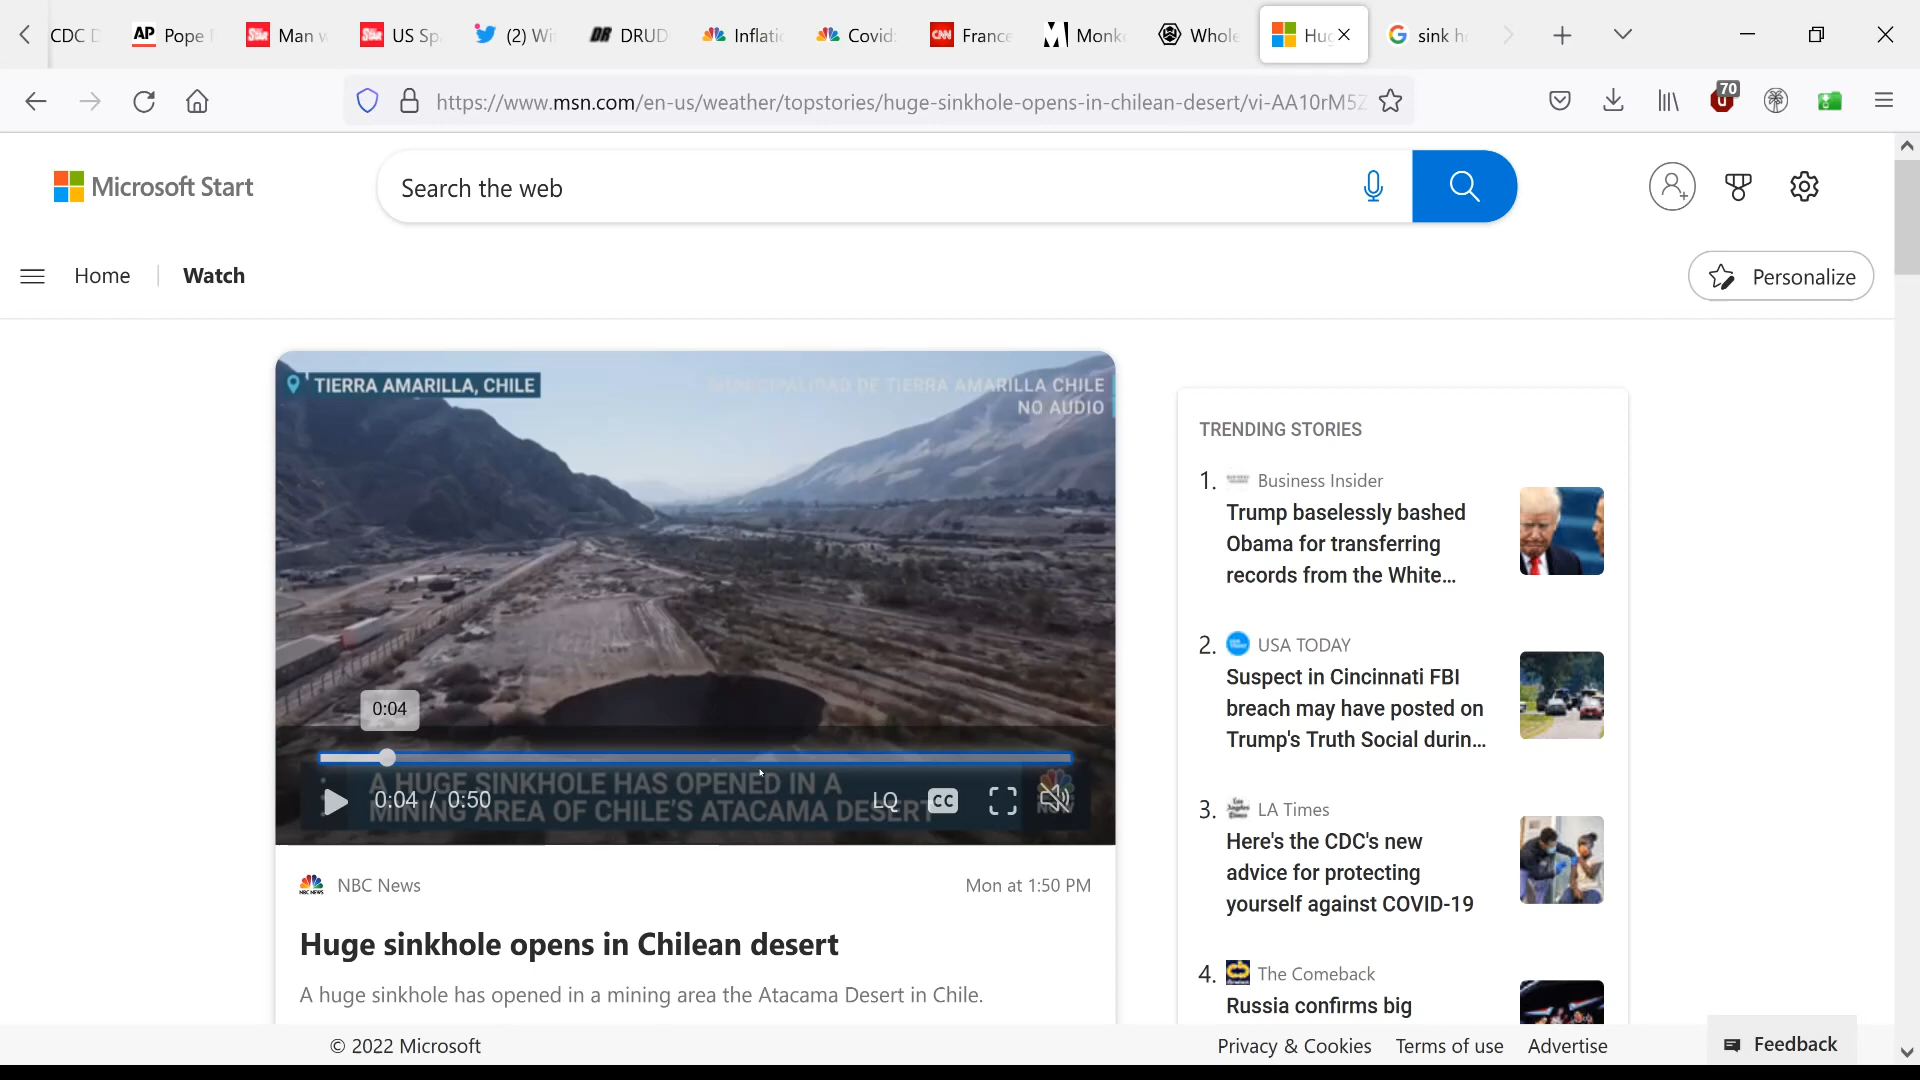 CDC D
AP Pope
Man w
US Sp
(2) Wi
DR DRUD
Inflatio
Covid
CNN France
M Monke
Whole
Hug
sink ho
https://www.msn.com/en-us/weather/topstories/huge-sinkhole-opens-in-chilean-desert/vi-AA10rM5Z
70
Microsoft Start
Search the web
Home
Watch
Personalize
TIERRA AMARILLA, CHILE
MUNICIPALIDAD DE TIERRA AMARILLA CHILE
NO AUDIO
0:04
A HUGE SINKHOLE HAS OPENED IN A
MINING AREA OF CHILE'S ATACAMA DESERT
0:04 / 0:50
LQ
CC
NBC News
Mon at 1:50 PM
Huge sinkhole opens in Chilean desert
A huge sinkhole has opened in a mining area the Atacama Desert in Chile.
TRENDING STORIES
1. Business Insider
Trump baselessly bashed
Obama for transferring
records from the White...
2. USA TODAY
Suspect in Cincinnati FBI
breach may have posted on
Trump's Truth Social durin...
3. LA Times
Here's the CDC's new
advice for protecting
yourself against COVID-19
4. The Comeback
Russia confirms big
© 2022 Microsoft
Privacy & Cookies
Terms of use
Advertise
Feedback